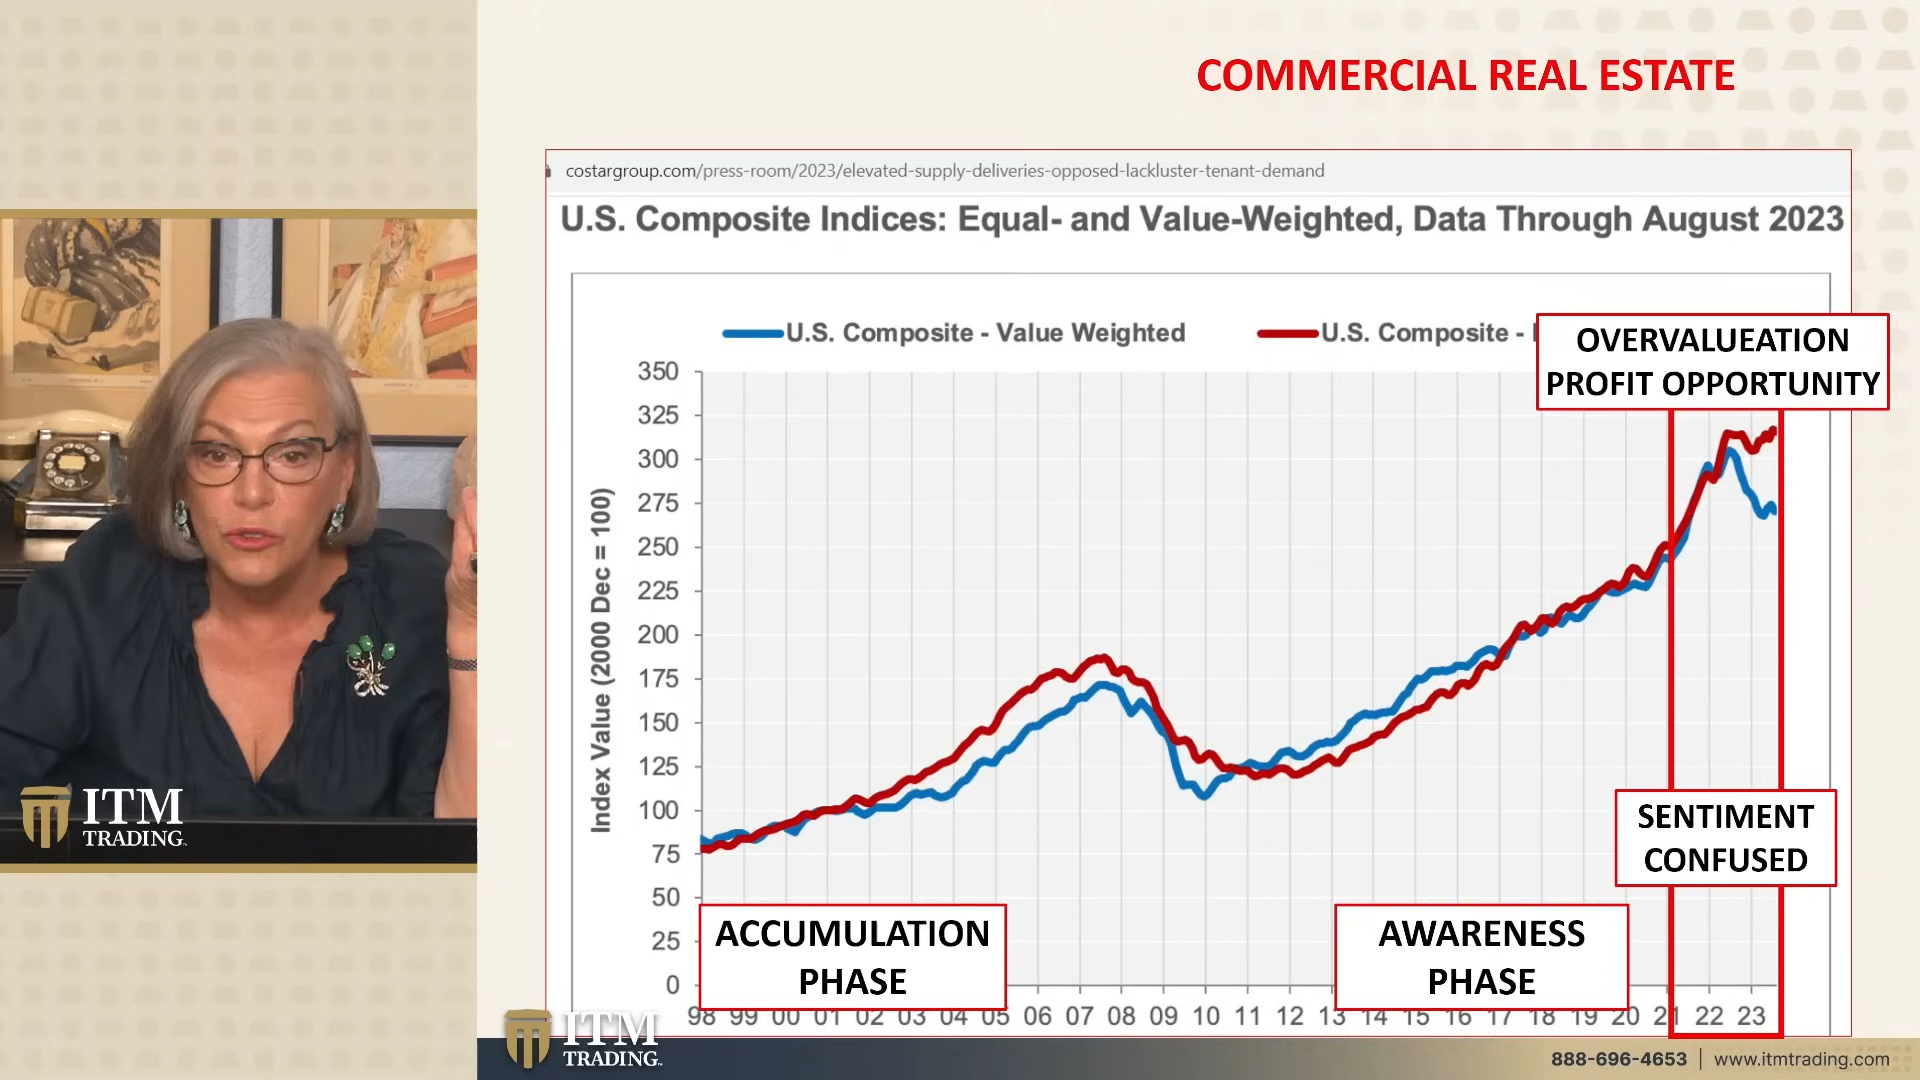 COMMERCIAL REAL ESTATE
costargroup.com/press-room/2023/elevated-supply-deliveries-opposed-lackluster-tenant-demand
U.S. Composite Indices: Equal- and Value-Weighted, Data Through August 2023
U.S. Composite - Value Weighted
U.S. Composite -
OVERVALUEATION
PROFIT OPPORTUNITY
Index Value (2000 Dec = 100)
350
325
300
275
250
225
200
175
150
125
100
75
50
25
0
SENTIMENT
CONFUSED
ACCUMULATION
PHASE
AWARENESS
PHASE
98 99 00 01 02 03 04 05 06 07 08 09 10 11 12 13 14 15 16 17 18 19 20 21 22 23
ITM
TRADING
ITM
TRADING
888-696-4653 | www.itmtrading.com